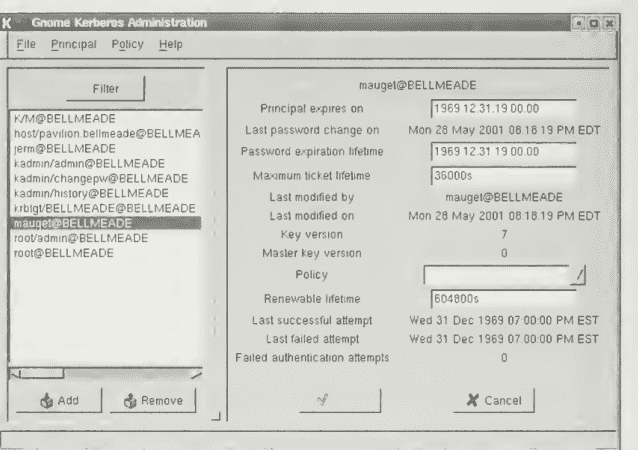 Gnome Kerberos Administration
File Principal Policy Help
Filter
K/M@BELLMEADE
host/pavilion.bellmeade@BELLMEA
jerm@BELLMEADE
kadmin/admin@BELLMEADE
kadmin/changepw@BELLMEADE
kadmin/history@BELLMEADE
krbtgt/BELLMEADE@BELLMEADE
mauget@BELLMEADE
root/admin@BELLMEADE
root@BELLMEADE
Add Remove
mauget@BELLMEADE
Principal expires on 1969 12.31.19 00.00
Last password change on Mon 28 May 2001 08.18 19 PM EDT
Password expiration lifetime 1969 12 31 19 00.00
Maximum ticket lifetime 36000s
Last modified by mauget@BELLMEADE
Last modified on Mon 28 May 2001 08.18.19 PM EDT
Key version 7
Master key version 0
Policy
Renewable lifetime 604800s
Last successful attempt Wed 31 Dec 1969 07:00:00 PM EST
Last failed attempt Wed 31 Dec 1969 07.00:00 PM EST
Failed authentication attempts 0
Cancel